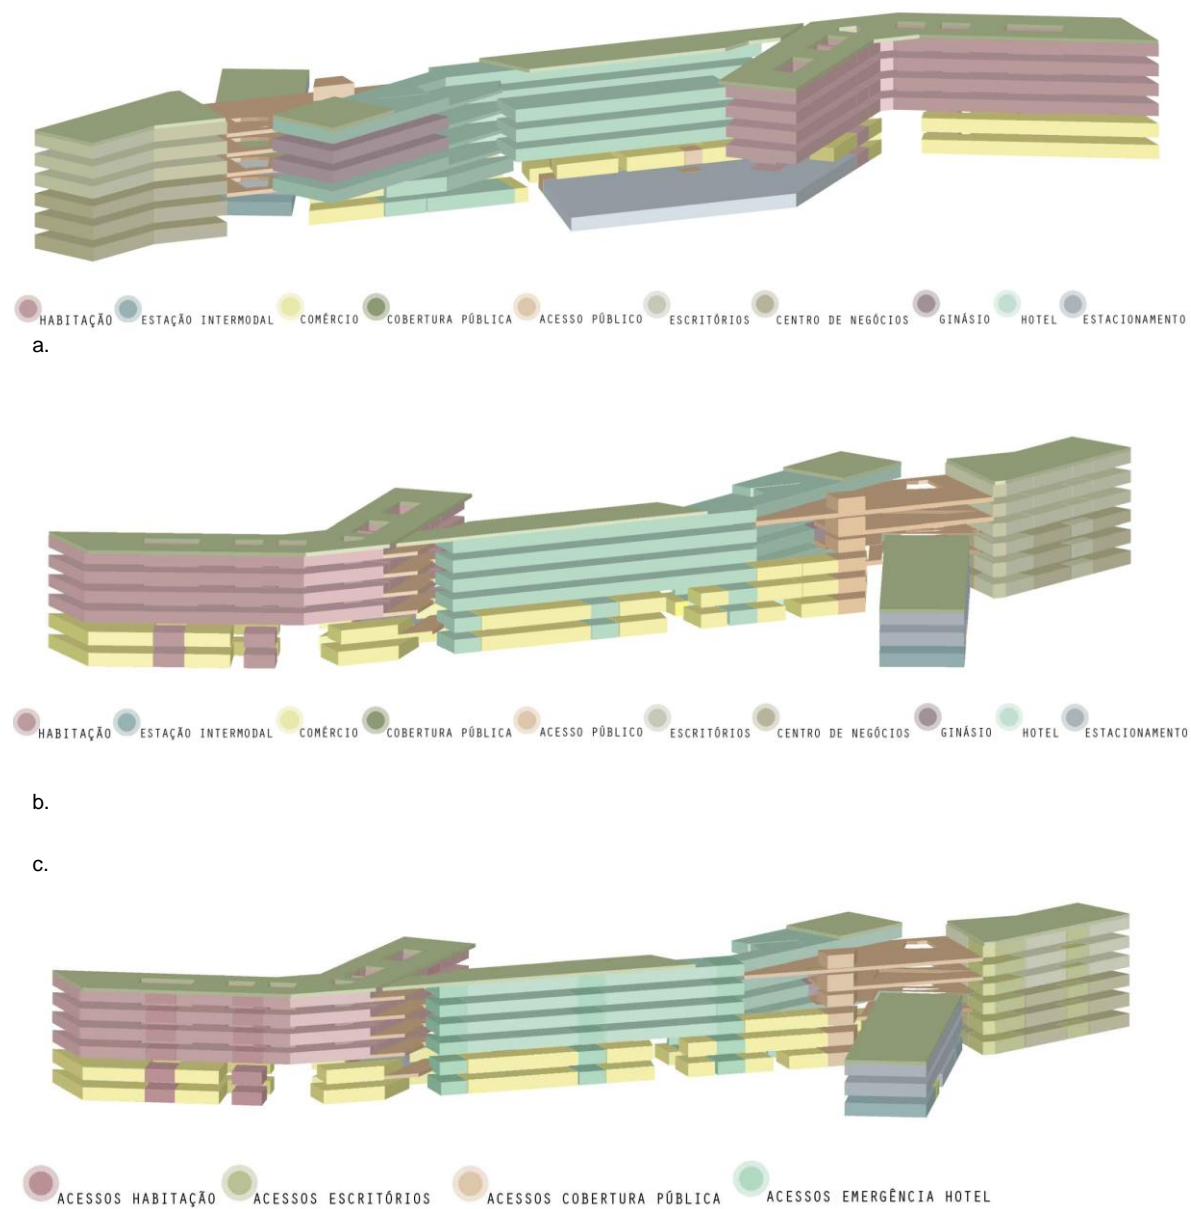 HABITAÇÃO ESTAÇÃO INTERMODAL COMÉRCIO COBERTURA PÚBLICA ACESSO PÚBLICO ESCRITÓRIOS CENTRO DE NEGÓCIOS GINÁSIO HOTEL ESTACIONAMENTO
a.
HABITAÇÃO ESTAÇÃO INTERMODAL COMÉRCIO COBERTURA PÚBLICA ACESSO PÚBLICO ESCRITÓRIOS CENTRO DE NEGÓCIOS GINÁSIO HOTEL ESTACIONAMENTO
b.
c.
ACESSOS HABITAÇÃO ACESSOS ESCRITÓRIOS ACESSOS COBERTURA PÚBLICA ACESSOS EMERGÊNCIA HOTEL